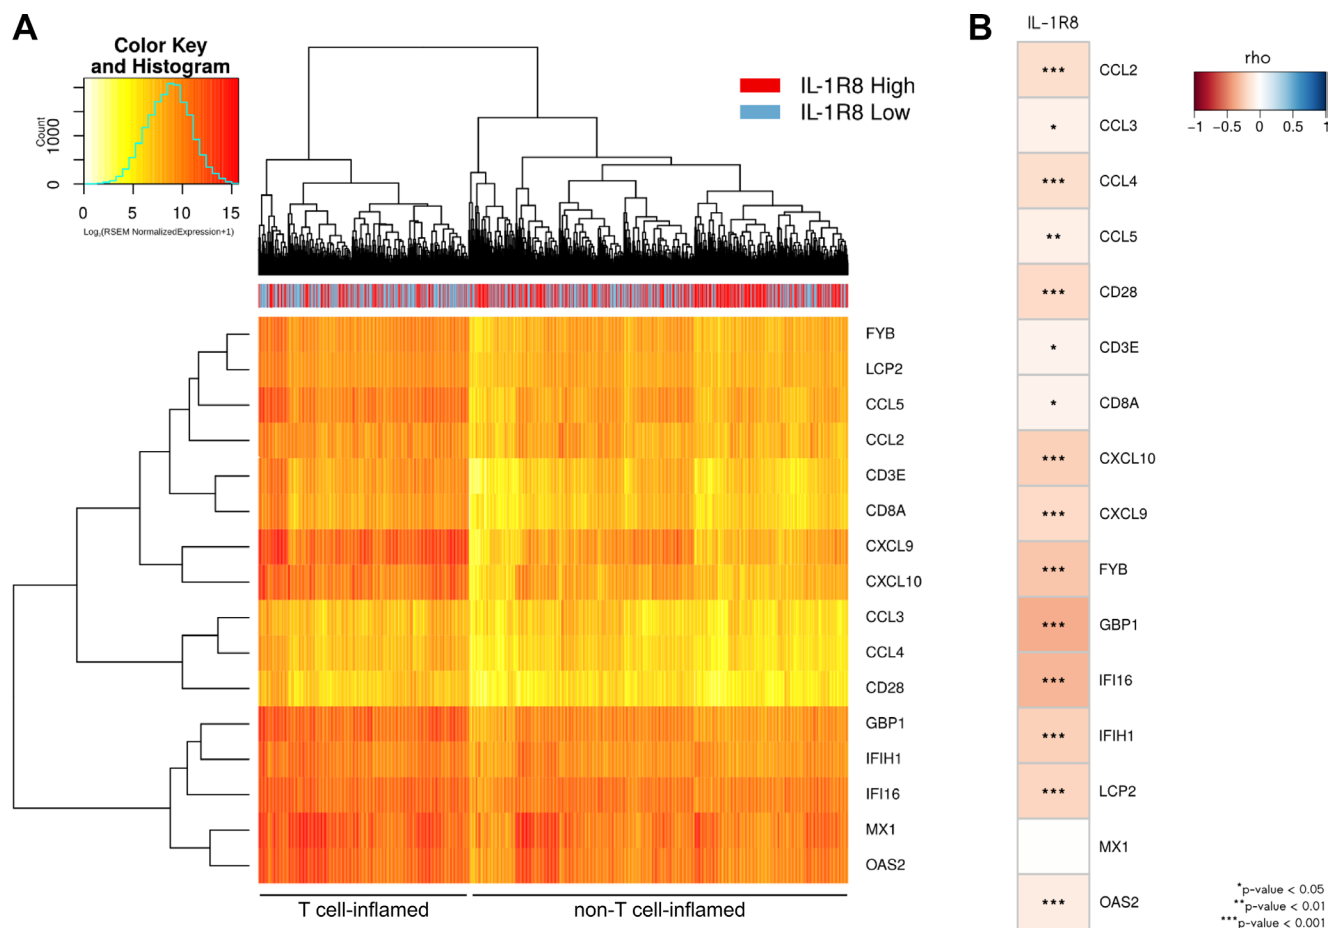 A
Color Key
and Histogram
Count
0
1000
0 5 10 15
Log2(RSEM NormalizedExpression+1)
IL-1R8 High
IL-1R8 Low
FYB
LCP2
CCL5
CCL2
CD3E
CD8A
CXCL9
CXCL10
CCL3
CCL4
CD28
GBP1
IFIH1
IFI16
MX1
OAS2
T cell-inflamed
non-T cell-inflamed
B
IL-1R8
*** CCL2
* CCL3
*** CCL4
** CCL5
*** CD28
* CD3E
* CD8A
*** CXCL10
*** CXCL9
*** FYB
*** GBP1
*** IFI16
*** IFIH1
*** LCP2
MX1
*** OAS2
rho
−1 −0.5 0 0.5 1
*p-value < 0.05
**p-value < 0.01
***p-value < 0.001